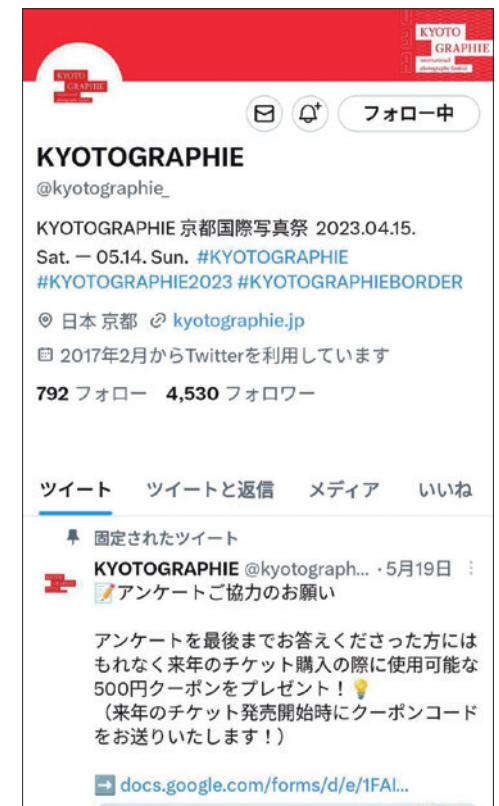 KYOTO
GRAPHIE
international
photography festival
KYOTO
GRAPHIE
フォロー中
KYOTOGRAPHIE
@kyotographie_
KYOTOGRAPHIE 京都国際写真祭 2023.04.15.
Sat. — 05.14. Sun. #KYOTOGRAPHIE
#KYOTOGRAPHIE2023 #KYOTOGRAPHIEBORDER
日本 京都 kyotographie.jp
2017年2月からTwitterを利用しています
792 フォロー 4,530 フォロワー
ツイート ツイートと返信 メディア いいね
固定されたツイート
KYOTOGRAPHIE @kyotograph... · 5月19日
📝アンケートご協力のお願い
アンケートを最後までお答えくださった方には
もれなく来年のチケット購入の際に使用可能な
500円クーポンをプレゼント!💡
(来年のチケット発売開始時にクーポンコード
をお送りいたします!)
➡️ docs.google.com/forms/d/e/1FAI...